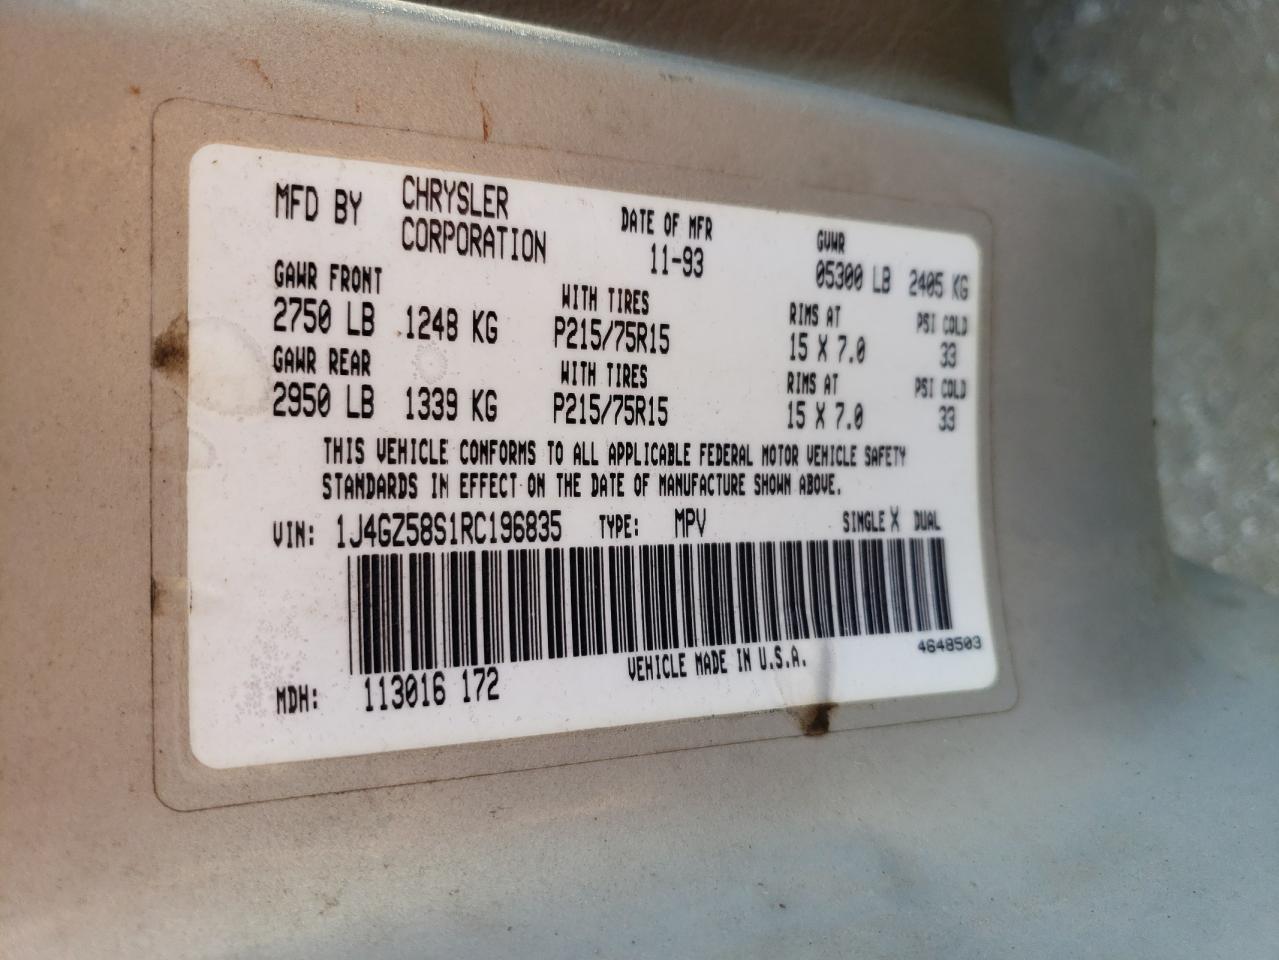 MFD BY CHRYSLER CORPORATION DATE OF MFR 11-93 GVWR 05300 LB 2405 KG
GAWR FRONT WITH TIRES RIMS AT PSI COLD
2750 LB 1248 KG P215/75R15 15 X 7.0 33
GAWR REAR WITH TIRES RIMS AT PSI COLD
2950 LB 1339 KG P215/75R15 15 X 7.0 33
THIS VEHICLE CONFORMS TO ALL APPLICABLE FEDERAL MOTOR VEHICLE SAFETY
STANDARDS IN EFFECT ON THE DATE OF MANUFACTURE SHOWN ABOVE.
VIN: 1J4GZ58S1RC196835 TYPE: MPV SINGLE X DUAL
MDH: 113016 172 VEHICLE MADE IN U.S.A. 4648503